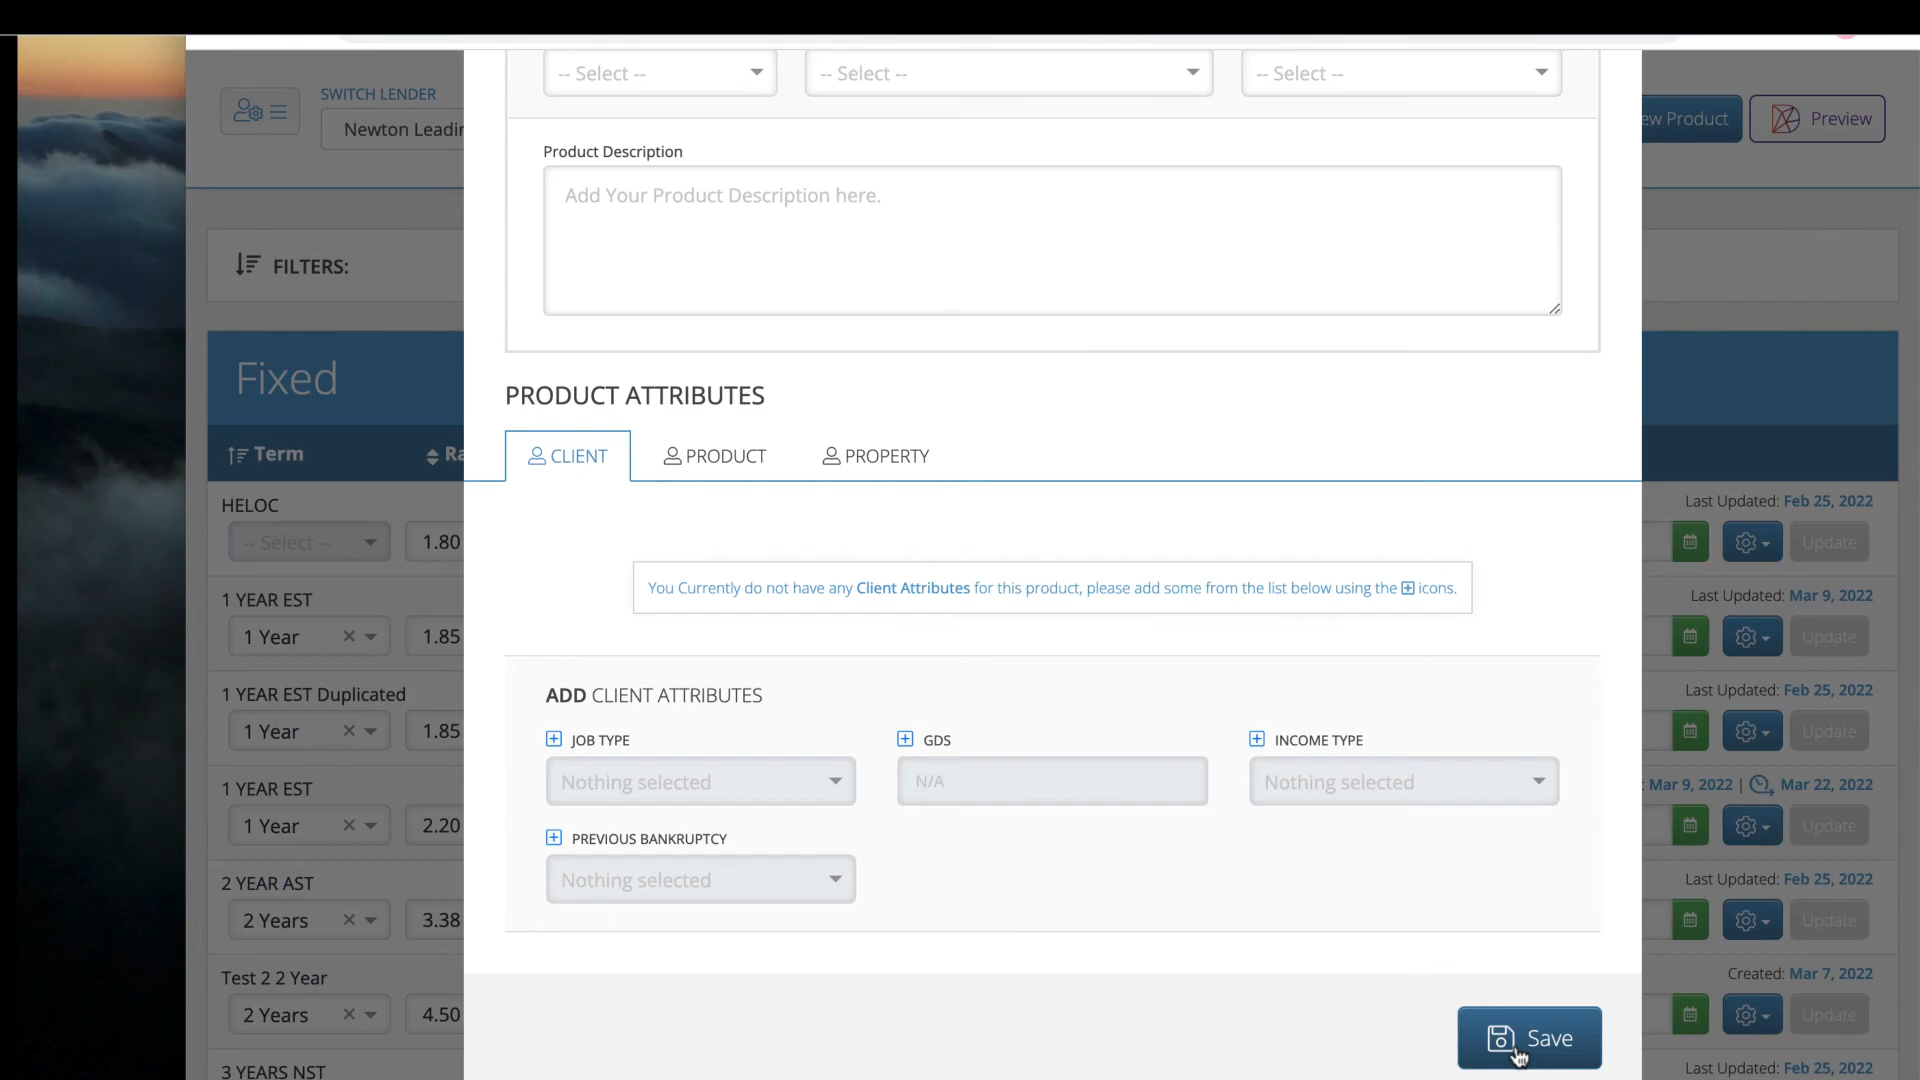 -- Select --
-- Select --
-- Select --
SWITCH LENDER
Newton Leadin
ew Product
Preview
Product Description
Add Your Product Description here.
FILTERS:
Fixed
PRODUCT ATTRIBUTES
CLIENT
PRODUCT
PROPERTY
Term
Ra
HELOC
Last Updated: Feb 25, 2022
-- Select --
1.80
Update
You Currently do not have any Client Attributes for this product, please add some from the list below using the icons.
1 YEAR EST
Last Updated: Mar 9, 2022
1 Year
1.85
Update
1 YEAR EST Duplicated
Last Updated: Feb 25, 2022
1 Year
1.85
Update
ADD CLIENT ATTRIBUTES
JOB TYPE
GDS
INCOME TYPE
Nothing selected
N/A
Nothing selected
1 YEAR EST
: Mar 9, 2022 | Mar 22, 2022
1 Year
2.20
Update
PREVIOUS BANKRUPTCY
Nothing selected
2 YEAR AST
Last Updated: Feb 25, 2022
2 Years
3.38
Update
Test 2 2 Year
Created: Mar 7, 2022
2 Years
4.50
Update
Save
3 YEARS NST
Last Updated: Feb 25, 2022